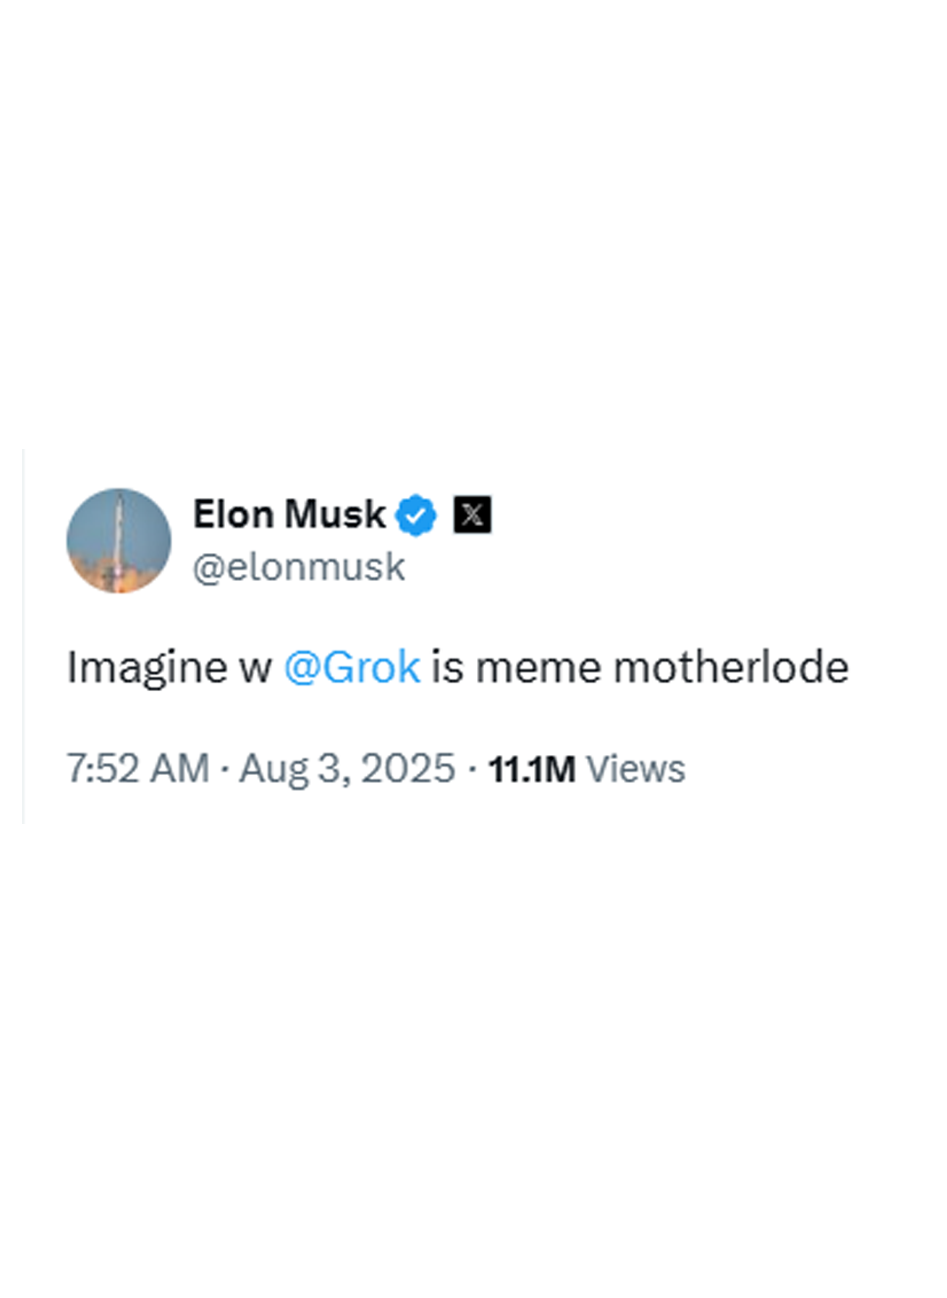 Elon Musk
@elonmusk
Imagine w @Grok is meme motherlode
7:52 AM · Aug 3, 2025 · 11.1M Views